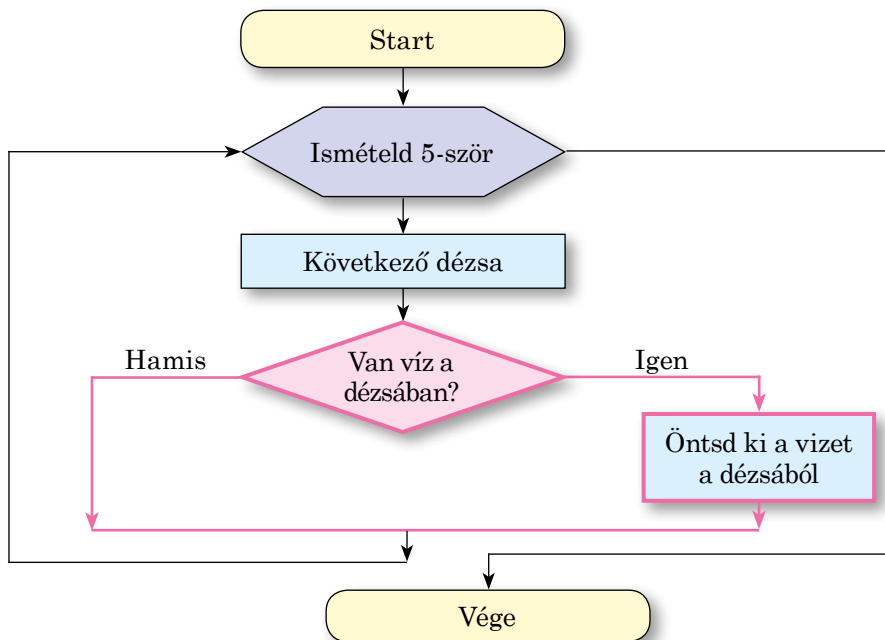 Start
Ismételd 5-ször
Következő dézsa
Hamis
Van víz a
dézsában?
Igen
Öntsd ki a vizet
a dézsából
Vége